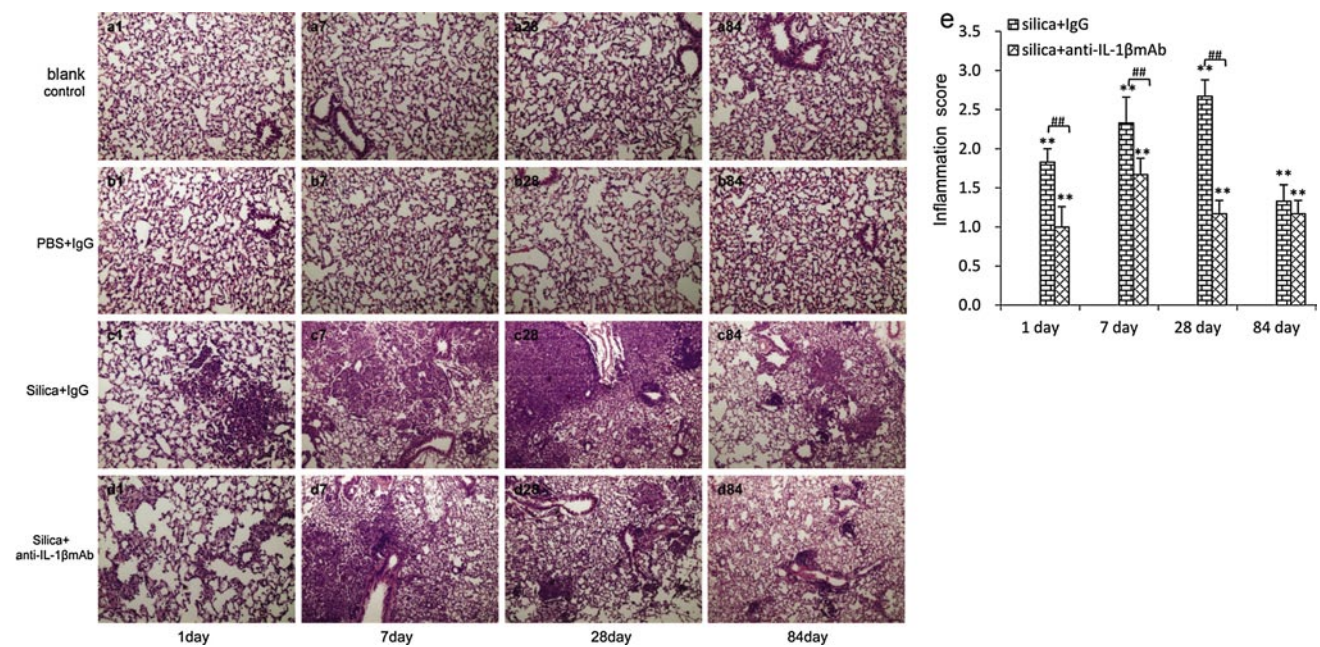 a1 a7 a28 a84
blank
control
b1 b7 b28 b84
PBS+IgG
c1 c7 c28 c84
Silica+IgG
d1 d7 d28 d84
Silica+
anti-IL-1βmAb
1day 7day 28day 84day
e
silica+IgG
silica+anti-IL-1βmAb
Inflammation score
3.5
3.0
2.5
2.0
1.5
1.0
0.5
0.0
## ## ##
** ** ** **
** ** ** **
1 day 7 day 28 day 84 day